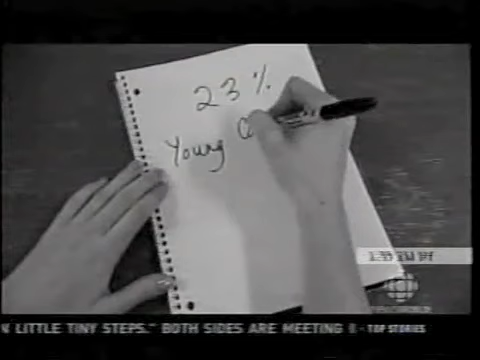 23%
Young
N LITTLE TINY STEPS." BOTH SIDES ARE MEETING
- TOP STORIES